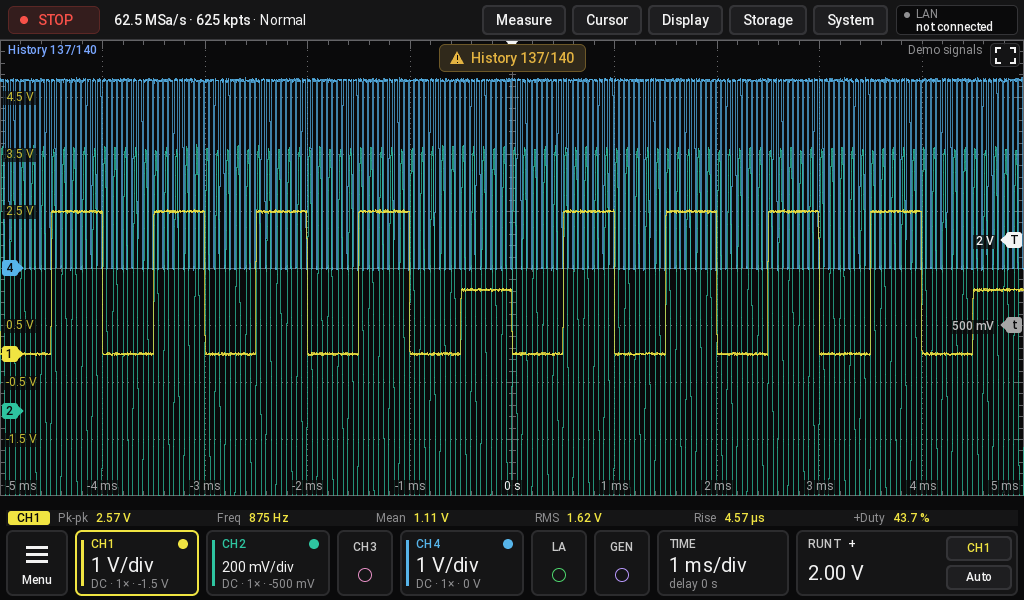 STOP
62.5 MSa/s · 625 kpts · Normal
Measure
Cursor
Display
Storage
System
LAN
not connected
History 137/140
History 137/140
Demo signals
4.5 V
3.5 V
2.5 V
2 V
T
4
0.5 V
500 mV
t
1
-0.5 V
2
-1.5 V
-5 ms
-4 ms
-3 ms
-2 ms
-1 ms
0 s
1 ms
2 ms
3 ms
4 ms
5 ms
CH1
Pk-pk 2.57 V
Freq 875 Hz
Mean 1.11 V
RMS 1.62 V
Rise 4.57 µs
+Duty 43.7 %
Menu
CH1
1 V/div
DC · 1× · -1.5 V
CH2
200 mV/div
DC · 1× · -500 mV
CH3
CH4
1 V/div
DC · 1× · 0 V
LA
GEN
TIME
1 ms/div
delay 0 s
RUNT +
2.00 V
CH1
Auto